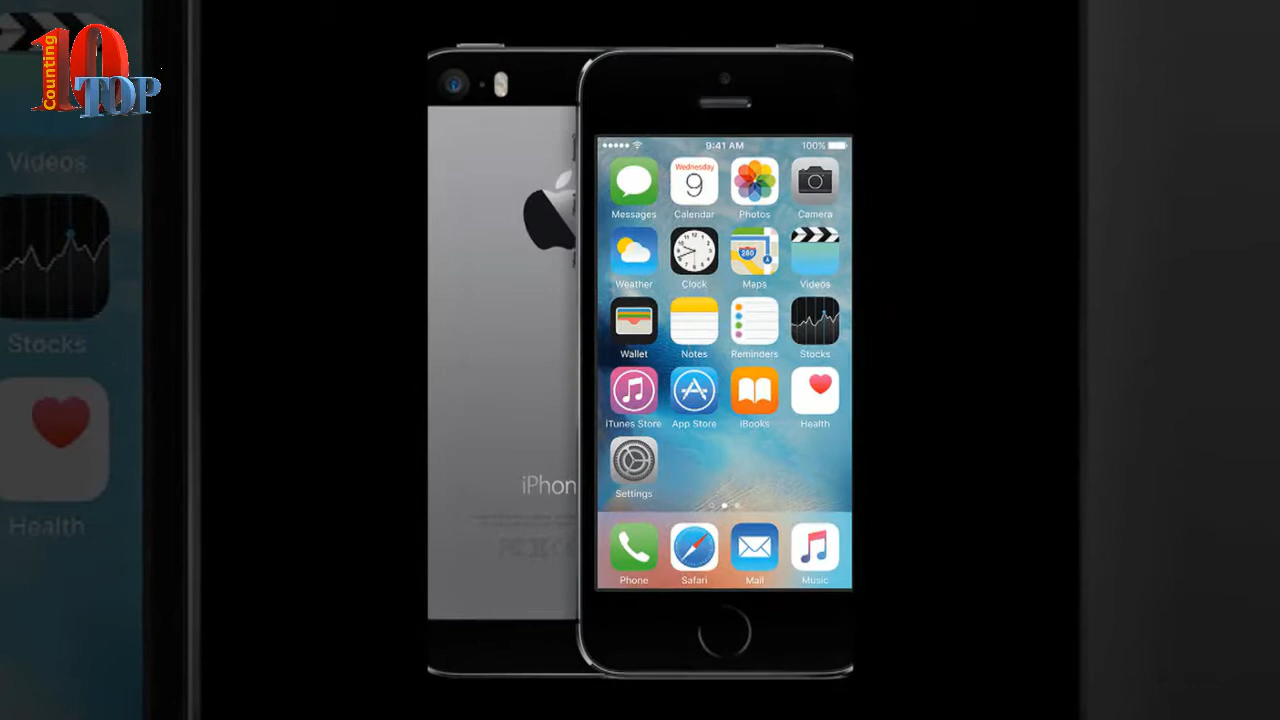 Counting
10
TOP
Videos
Stocks
Health
9:41 AM
100%
Wednesday
9
Messages
Calendar
Photos
Camera
280
Weather
Clock
Maps
Videos
Wallet
Notes
Reminders
Stocks
iTunes Store
App Store
iBooks
Health
Settings
Phone
Safari
Mail
Music
iPhon